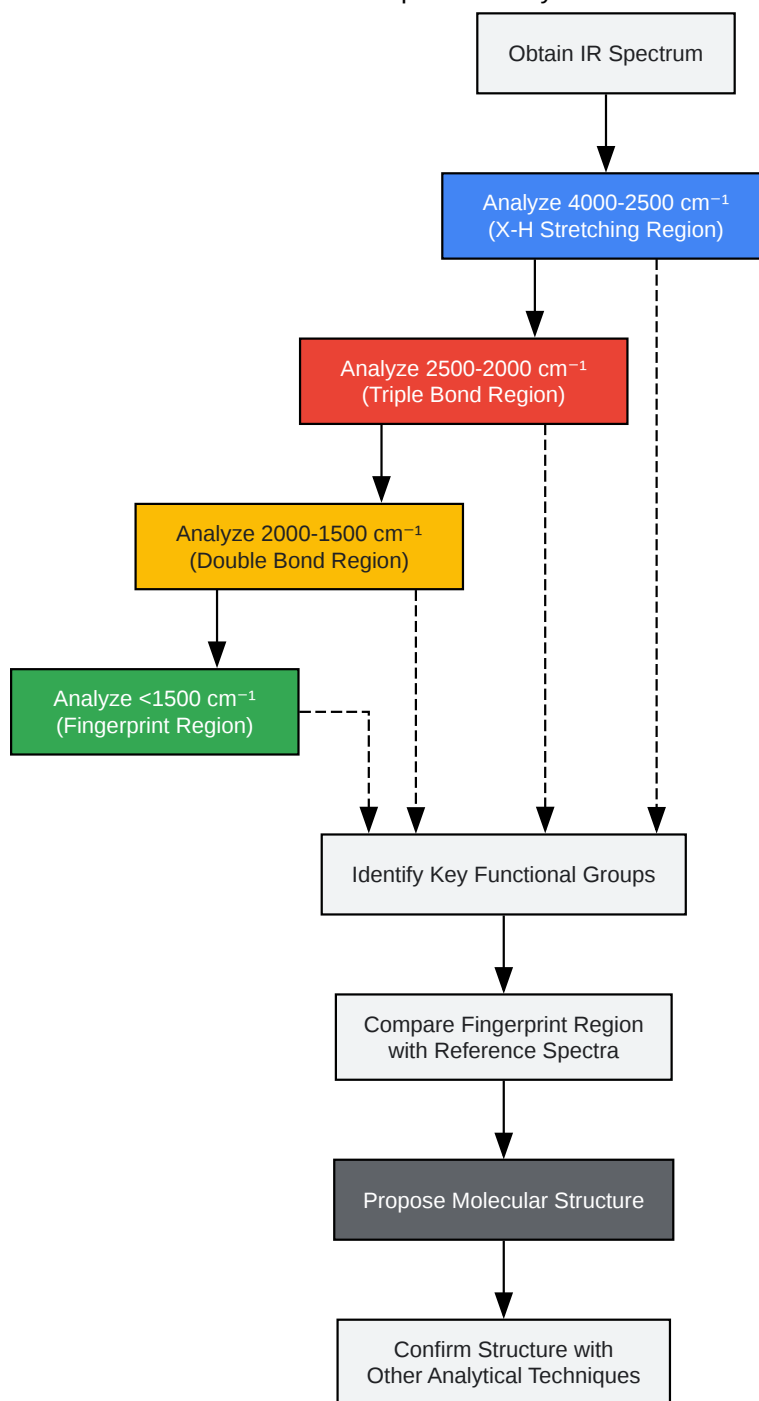 Obtain IR Spectrum
Analyze 4000-2500 cm⁻¹
(X-H Stretching Region)
Analyze 2500-2000 cm⁻¹
(Triple Bond Region)
Analyze 2000-1500 cm⁻¹
(Double Bond Region)
Analyze <1500 cm⁻¹
(Fingerprint Region)
Identify Key Functional Groups
Compare Fingerprint Region
with Reference Spectra
Propose Molecular Structure
Confirm Structure with
Other Analytical Techniques